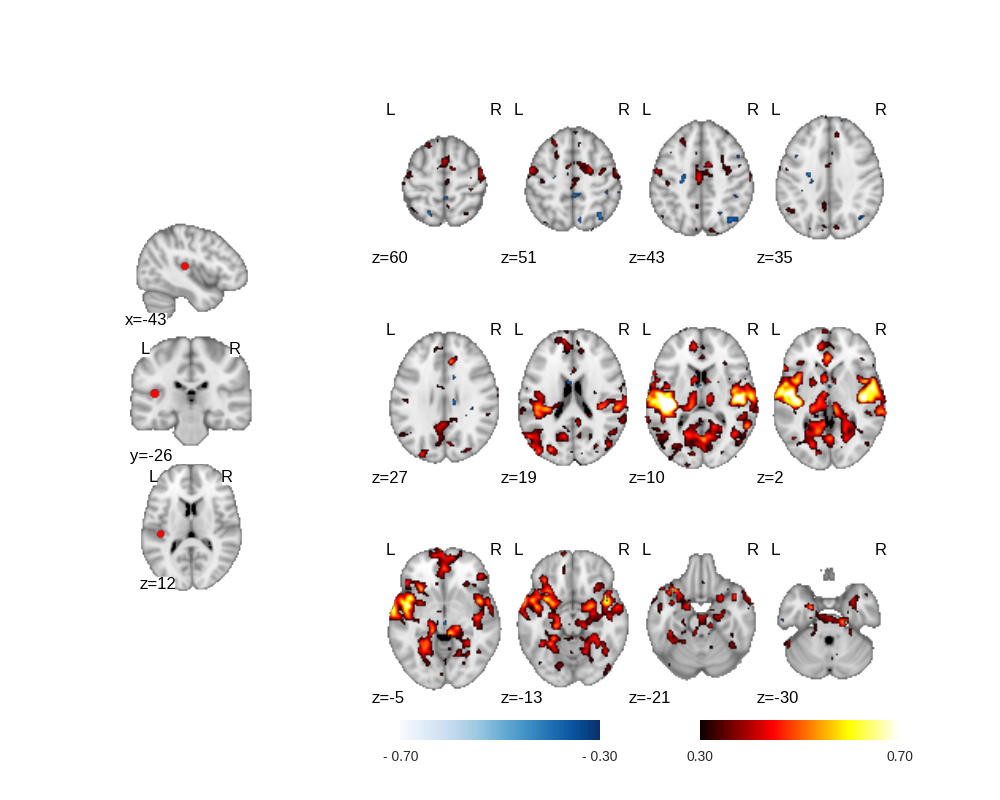 L R L R L R L R
z=60 z=51 z=43 z=35
x=-43
L R
y=-26
L R
z=12
L R L R L R L R
z=27 z=19 z=10 z=2
L R L R L R L R
z=-5 z=-13 z=-21 z=-30
- 0.70 - 0.30 0.30 0.70